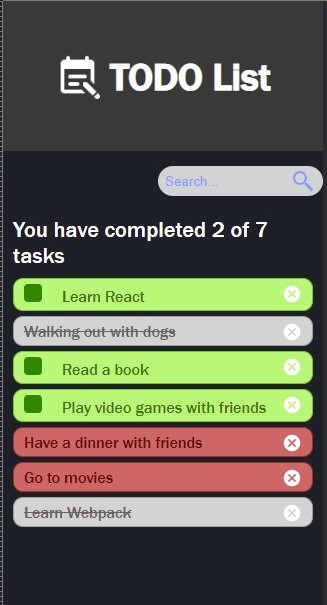 TODO List
Search...
You have completed 2 of 7
tasks
Learn React
Walking out with dogs
Read a book
Play video games with friends
Have a dinner with friends
Go to movies
Learn Webpack